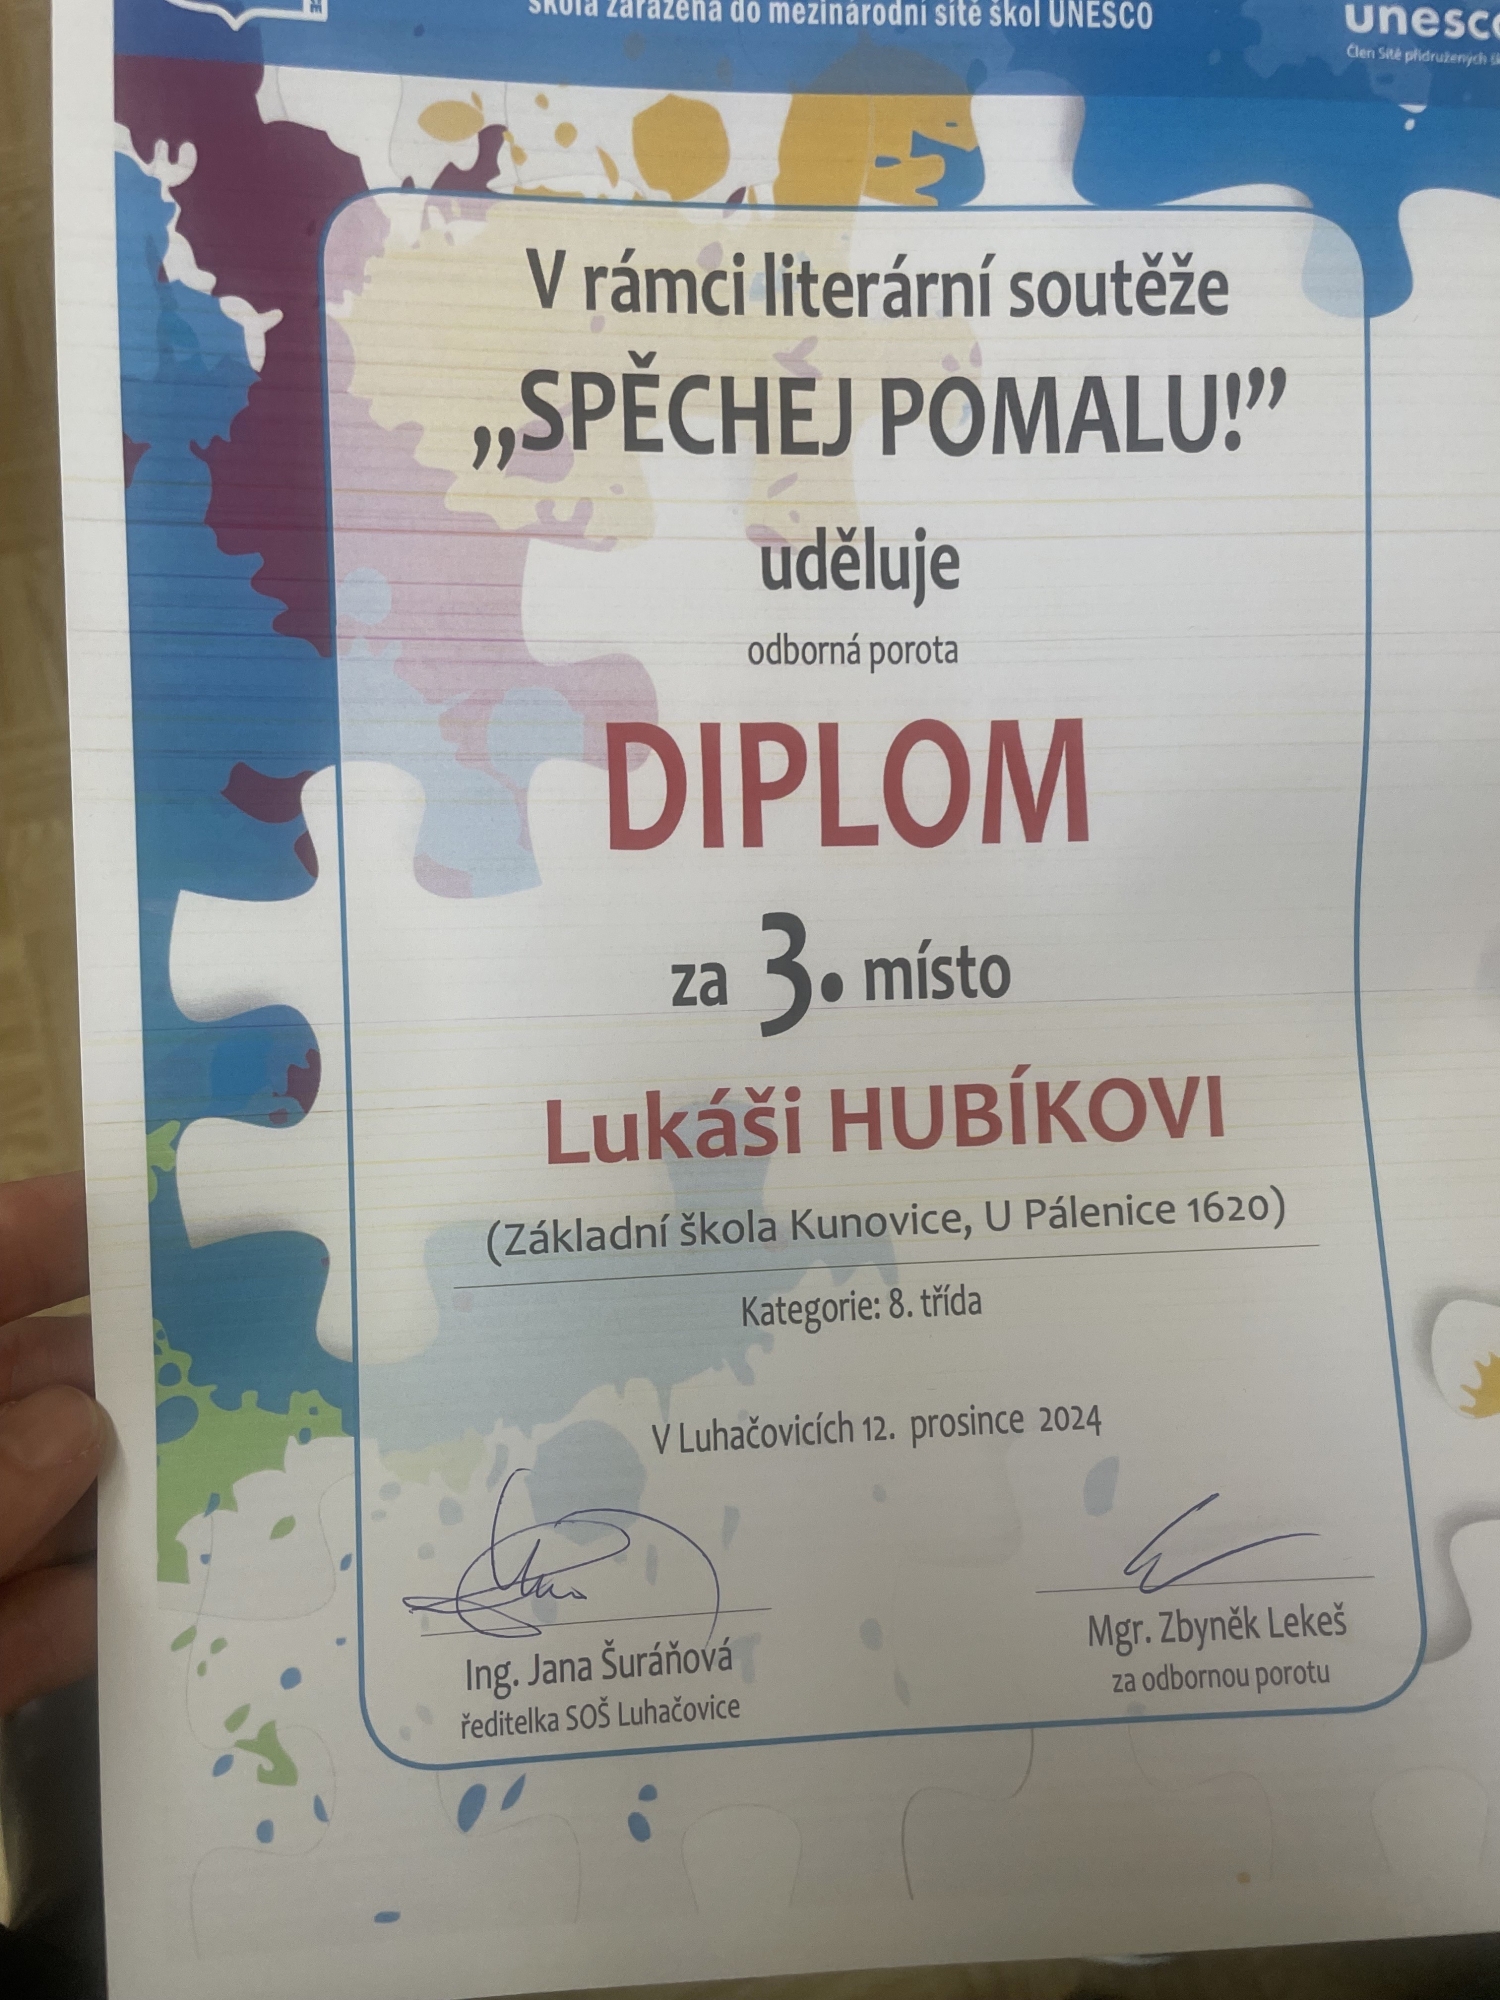 škola zařazená do mezinárodní sítě škol UNESCO
unesco
Člen Sítě přidružených
V rámci literární soutěže
„SPĚCHEJ POMALU!”
uděluje
odborná porota
DIPLOM
za 3. místo
Lukáši HUBÍKOVI
(Základní škola Kunovice, U Pálenice 1620)
Kategorie: 8. třída
V Luhačovicích 12. prosince 2024
Ing. Jana Šuráňová
ředitelka SOŠ Luhačovice
Mgr. Zbyněk Lekeš
za odbornou porotu